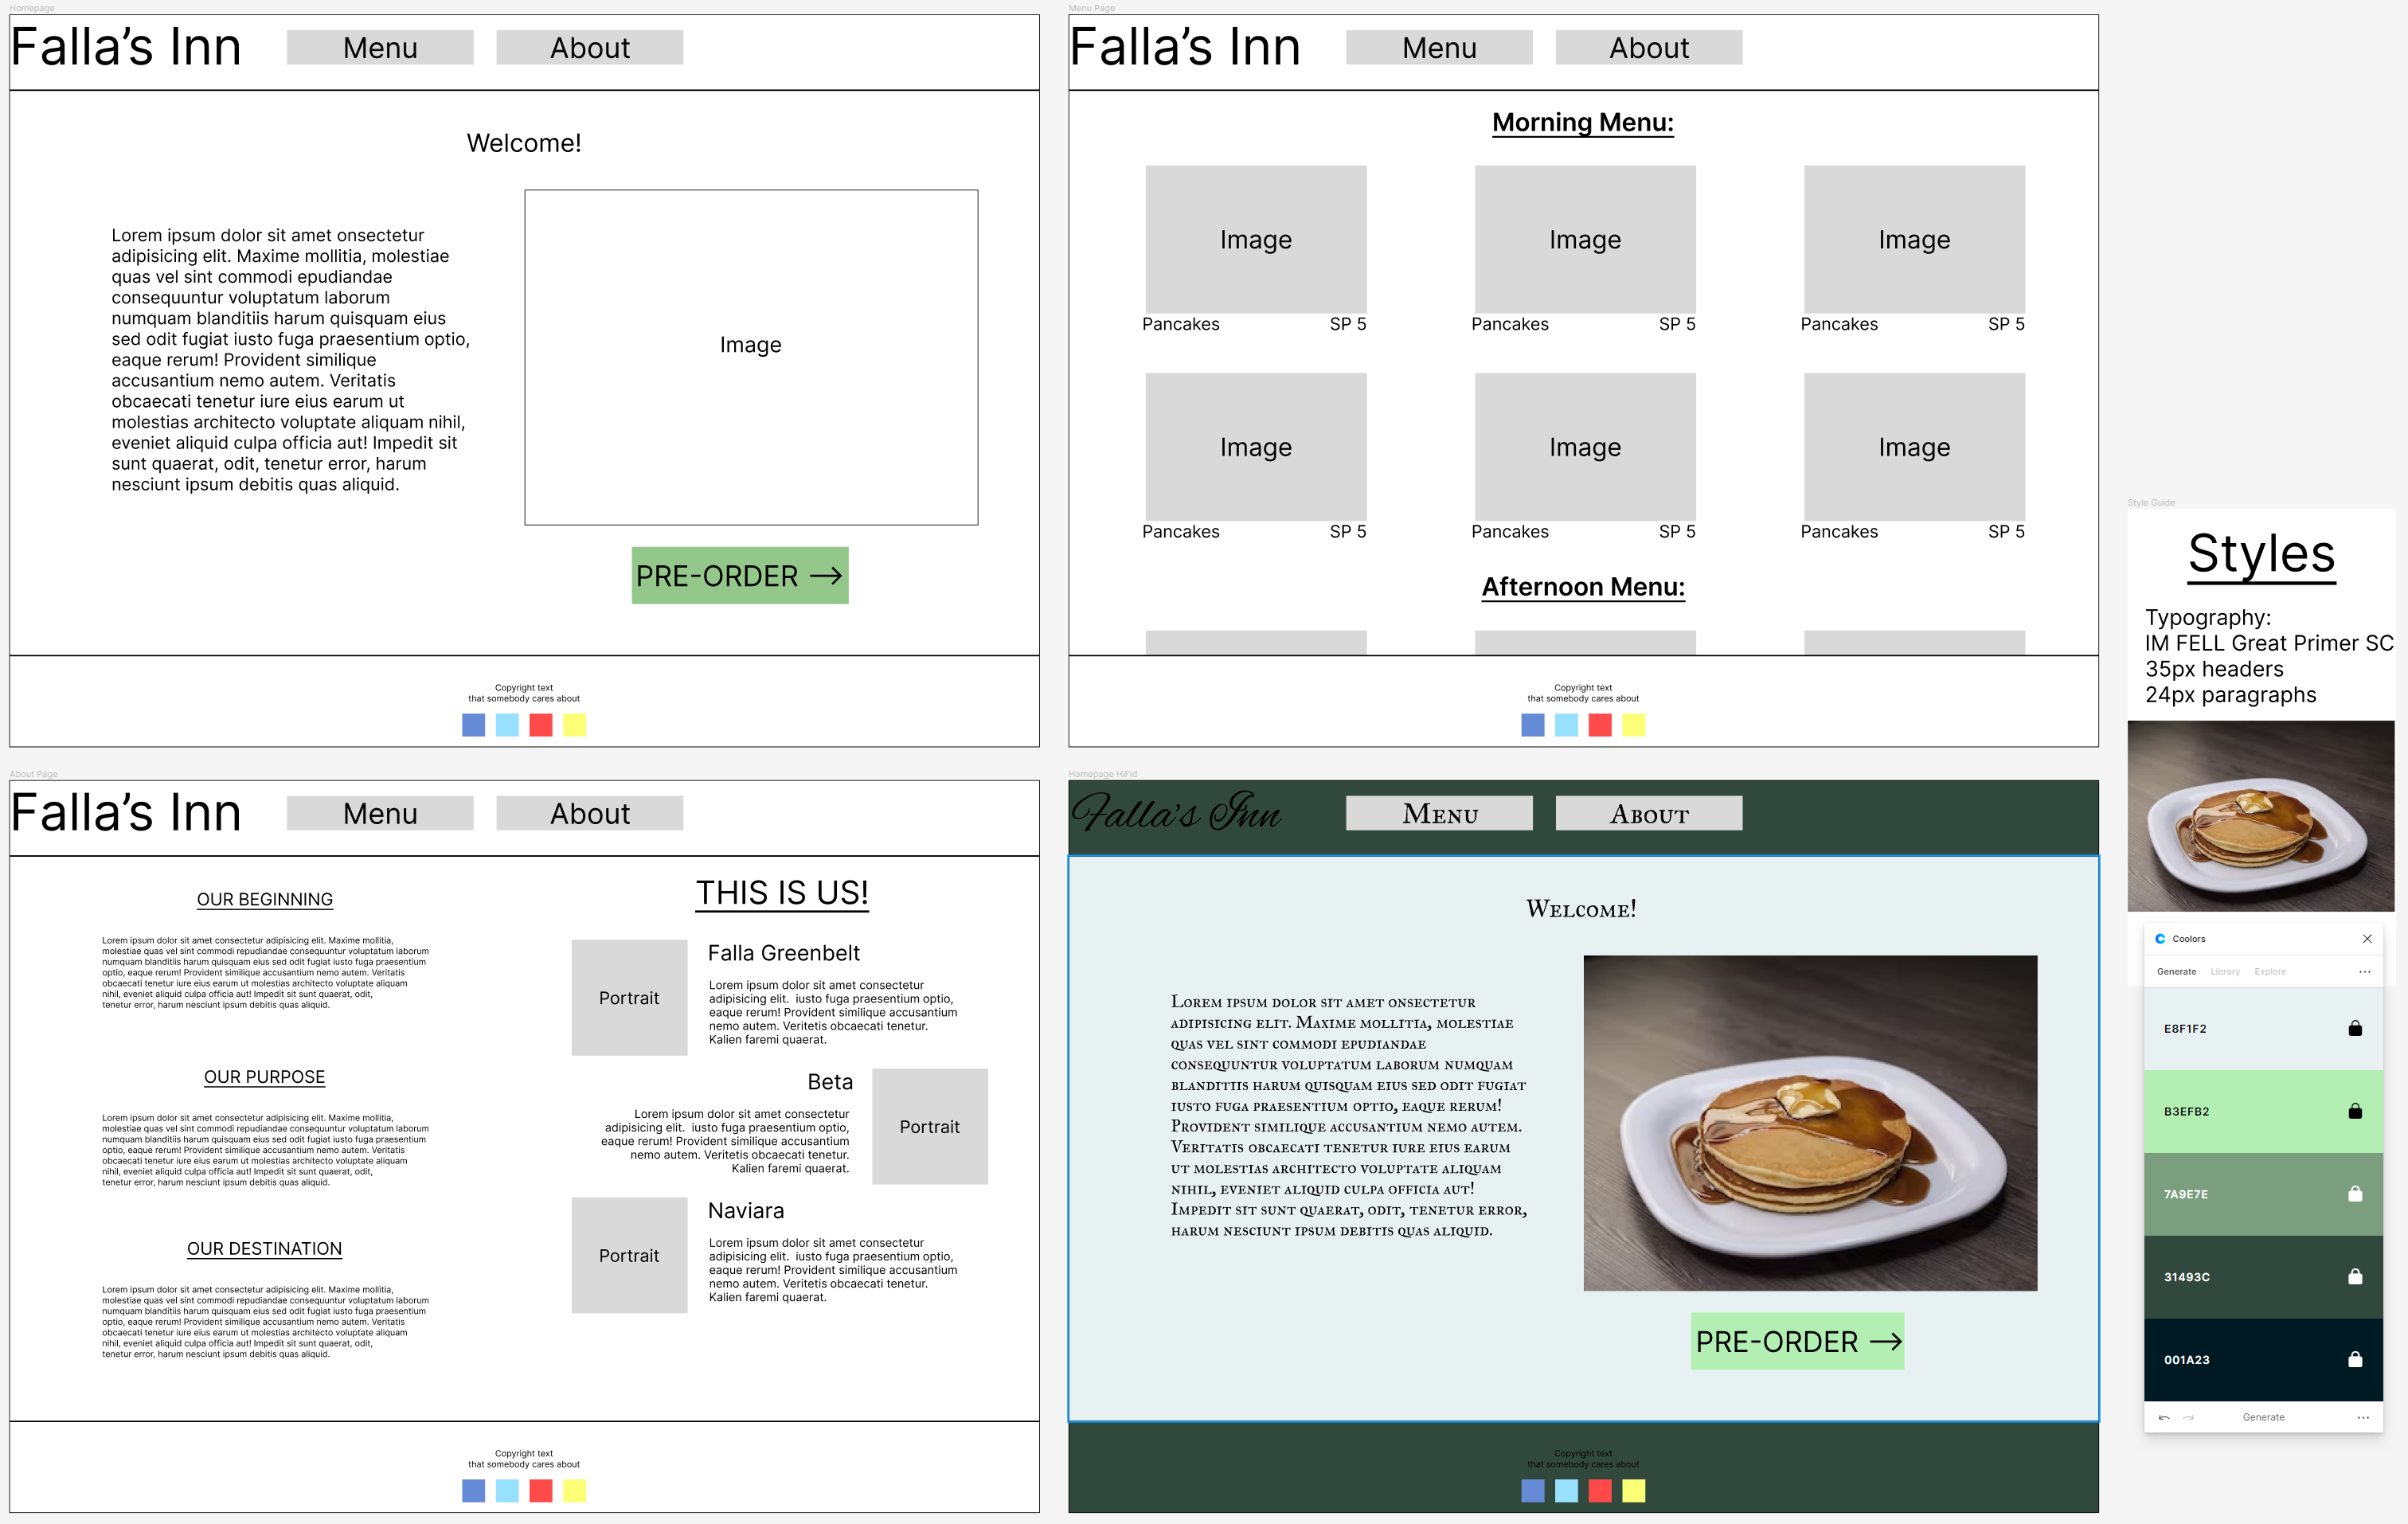 Homepage
Falla's Inn
Menu
About
Welcome!
Lorem ipsum dolor sit amet onsectetur
adipisicing elit. Maxime mollitia, molestiae
quas vel sint commodi epudiandae
consequuntur voluptatum laborum
numquam blanditiis harum quisquam eius
sed odit fugiat iusto fuga praesentium optio,
eaque rerum! Provident similique
accusantium nemo autem. Veritatis
obcaecati tenetur iure eius earum ut
molestias architecto voluptate aliquam nihil,
eveniet aliquid culpa officia aut! Impedit sit
sunt quaerat, odit, tenetur error, harum
nesciunt ipsum debitis quas aliquid.
Image
PRE-ORDER →
Copyright text
that somebody cares about
Menu Page
Falla's Inn
Menu
About
Morning Menu:
Image
Image
Image
Pancakes SP 5
Pancakes SP 5
Pancakes SP 5
Image
Image
Image
Pancakes SP 5
Pancakes SP 5
Pancakes SP 5
Afternoon Menu:
Copyright text
that somebody cares about
About Page
Falla's Inn
Menu
About
OUR BEGINNING
Lorem ipsum dolor sit amet consectetur adipisicing elit. Maxime mollitia,
molestiae quas vel sint commodi repudiandae consequuntur voluptatum laborum
numquam blanditiis harum quisquam eius sed odit fugiat iusto fuga praesentium
optio, eaque rerum! Provident similique accusantium nemo autem. Veritatis
obcaecati tenetur iure eius earum ut molestias architecto voluptate aliquam
nihil, eveniet aliquid culpa officia aut! Impedit sit sunt quaerat, odit,
tenetur error, harum nesciunt ipsum debitis quas aliquid.
OUR PURPOSE
Lorem ipsum dolor sit amet consectetur adipisicing elit. Maxime mollitia,
molestiae quas vel sint commodi repudiandae consequuntur voluptatum laborum
numquam blanditiis harum quisquam eius sed odit fugiat iusto fuga praesentium
optio, eaque rerum! Provident similique accusantium nemo autem. Veritatis
obcaecati tenetur iure eius earum ut molestias architecto voluptate aliquam
nihil, eveniet aliquid culpa officia aut! Impedit sit sunt quaerat, odit,
tenetur error, harum nesciunt ipsum debitis quas aliquid.
OUR DESTINATION
Lorem ipsum dolor sit amet consectetur adipisicing elit. Maxime mollitia,
molestiae quas vel sint commodi repudiandae consequuntur voluptatum laborum
numquam blanditiis harum quisquam eius sed odit fugiat iusto fuga praesentium
optio, eaque rerum! Provident similique accusantium nemo autem. Veritatis
obcaecati tenetur iure eius earum ut molestias architecto voluptate aliquam
nihil, eveniet aliquid culpa officia aut! Impedit sit sunt quaerat, odit,
tenetur error, harum nesciunt ipsum debitis quas aliquid.
THIS IS US!
Portrait
Falla Greenbelt
Lorem ipsum dolor sit amet consectetur
adipisicing elit.  iusto fuga praesentium optio,
eaque rerum! Provident similique accusantium
nemo autem. Veritetis obcaecati tenetur.
Kalien faremi quaerat.
Beta
Lorem ipsum dolor sit amet consectetur
adipisicing elit.  iusto fuga praesentium optio,
eaque rerum! Provident similique accusantium
nemo autem. Veritetis obcaecati tenetur.
Kalien faremi quaerat.
Portrait
Portrait
Naviara
Lorem ipsum dolor sit amet consectetur
adipisicing elit.  iusto fuga praesentium optio,
eaque rerum! Provident similique accusantium
nemo autem. Veritetis obcaecati tenetur.
Kalien faremi quaerat.
Copyright text
that somebody cares about
Homepage HiFid
Falla's Inn
Menu
About
Welcome!
Lorem ipsum dolor sit amet onsectetur
adipisicing elit. Maxime mollitia, molestiae
quas vel sint commodi epudiandae
consequuntur voluptatum laborum numquam
blanditiis harum quisquam eius sed odit fugiat
iusto fuga praesentium optio, eaque rerum!
Provident similique accusantium nemo autem.
Veritatis obcaecati tenetur iure eius earum
ut molestias architecto voluptate aliquam
nihil, eveniet aliquid culpa officia aut!
Impedit sit sunt quaerat, odit, tenetur error,
harum nesciunt ipsum debitis quas aliquid.
PRE-ORDER →
Copyright text
that somebody cares about
Style Guide
Styles
Typography:
IM FELL Great Primer SC
35px headers
24px paragraphs
Coolors
Generate Library Explore
E8F1F2
B3EFB2
7A9E7E
31493C
001A23
Generate